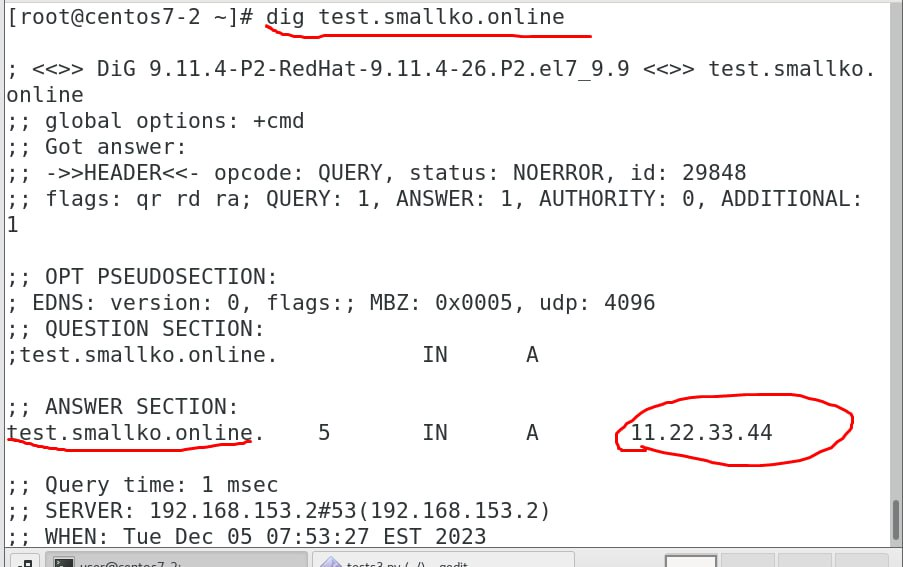 [root@centos7-2 ~]# dig test.smallko.online
; <<>> DiG 9.11.4-P2-RedHat-9.11.4-26.P2.el7_9.9 <<>> test.smallko.
online
;; global options: +cmd
;; Got answer:
;; ->>HEADER<<- opcode: QUERY, status: NOERROR, id: 29848
;; flags: qr rd ra; QUERY: 1, ANSWER: 1, AUTHORITY: 0, ADDITIONAL:
1
;; OPT PSEUDOSECTION:
; EDNS: version: 0, flags:; MBZ: 0x0005, udp: 4096
;; QUESTION SECTION:
;test.smallko.online. IN A
;; ANSWER SECTION:
test.smallko.online. 5 IN A 11.22.33.44
;; Query time: 1 msec
;; SERVER: 192.168.153.2#53(192.168.153.2)
;; WHEN: Tue Dec 05 07:53:27 EST 2023
user@centos7-2: